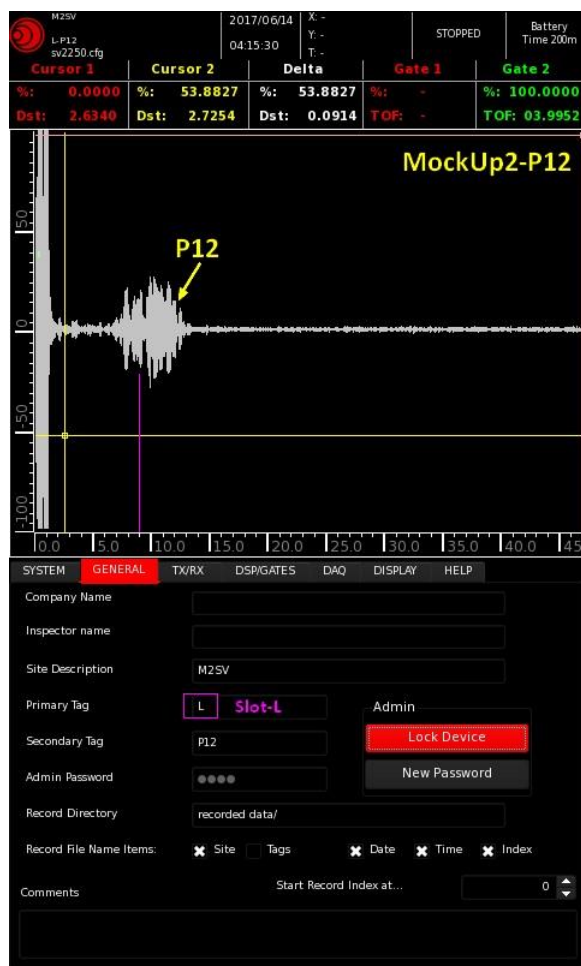 M2SV
L-P12
sv2250.cfg
2017/06/14
04:15:30
X: -
Y: -
T: -
STOPPED
Battery
Time 200m
Cursor 1 Cursor 2 Delta Gate 1 Gate 2
%: 0.0000 %: 53.8827 %: 53.8827 %: - %: 100.0000
Dst: 2.6340 Dst: 2.7254 Dst: 0.0914 TOF: - TOF: 03.9952
MockUp2-P12
P12
50
0
-50
-100
0.0 5.0 10.0 15.0 20.0 25.0 30.0 35.0 40.0 45
SYSTEM GENERAL TX/RX DSP/GATES DAQ DISPLAY HELP
Company Name
Inspector name
Site Description M2SV
Primary Tag L Slot-L
Admin
Lock Device
Secondary Tag P12
New Password
Admin Password
Record Directory recorded data/
Record File Name Items: Site Tags Date Time Index
Start Record Index at... 0
Comments